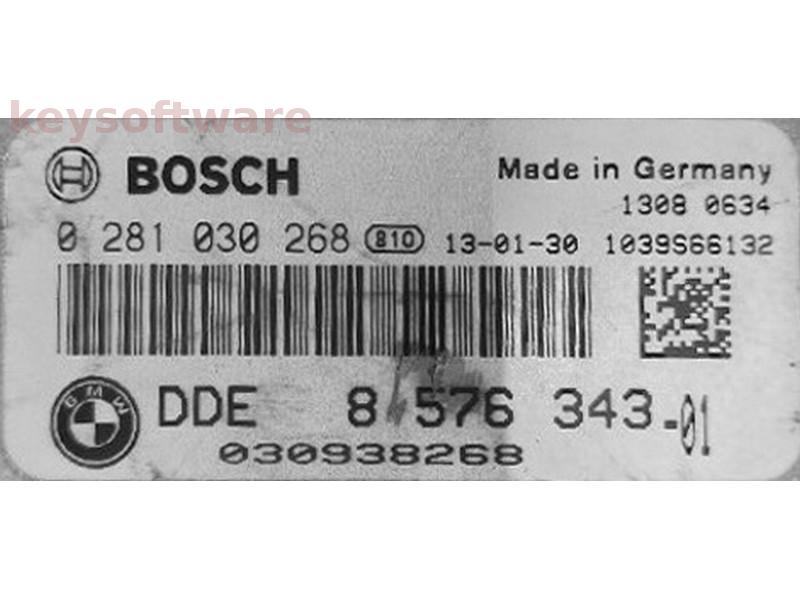 keysoftware
BOSCH Made in Germany
1308 0634
0 281 030 268 810 13-01-30 1039S66132
BMW DDE 8 576 343-01
030938268